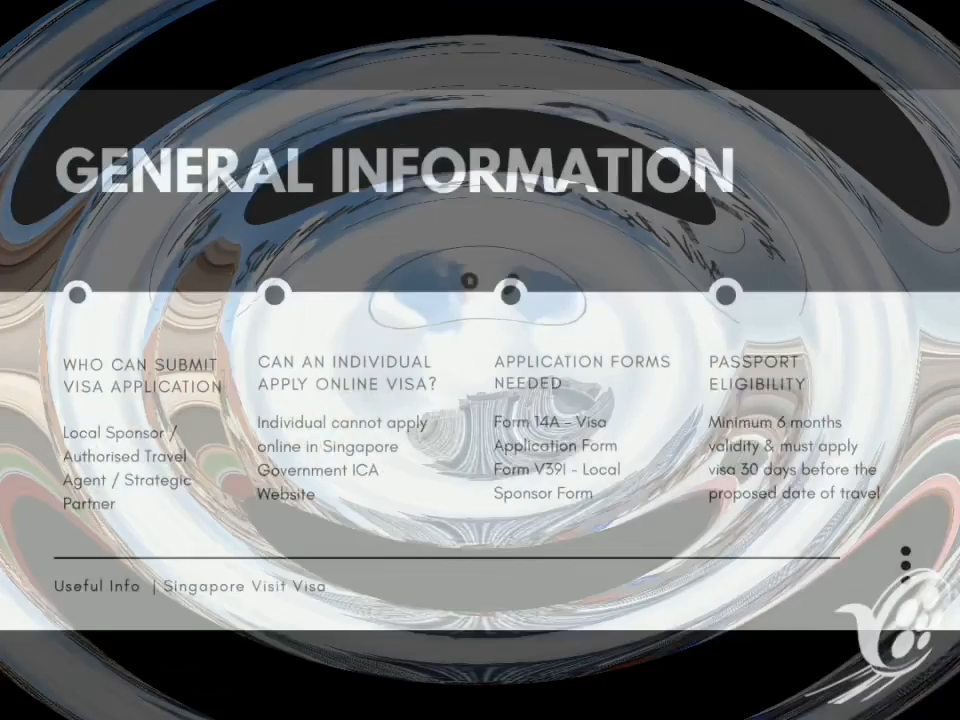 GENERAL INFORMATION
WHO CAN SUBMIT
VISA APPLICATION
Local Sponsor /
Authorised Travel
Agent / Strategic
Partner
CAN AN INDIVIDUAL
APPLY ONLINE VISA?
Individual cannot apply
online in Singapore
Government ICA
Website
APPLICATION FORMS
NEEDED
Form 14A - Visa
Application Form
Form V39I - Local
Sponsor Form
PASSPORT
ELIGIBILITY
Minimum 6 months
validity & must apply
visa 30 days before the
proposed date of travel
Useful Info | Singapore Visit Visa